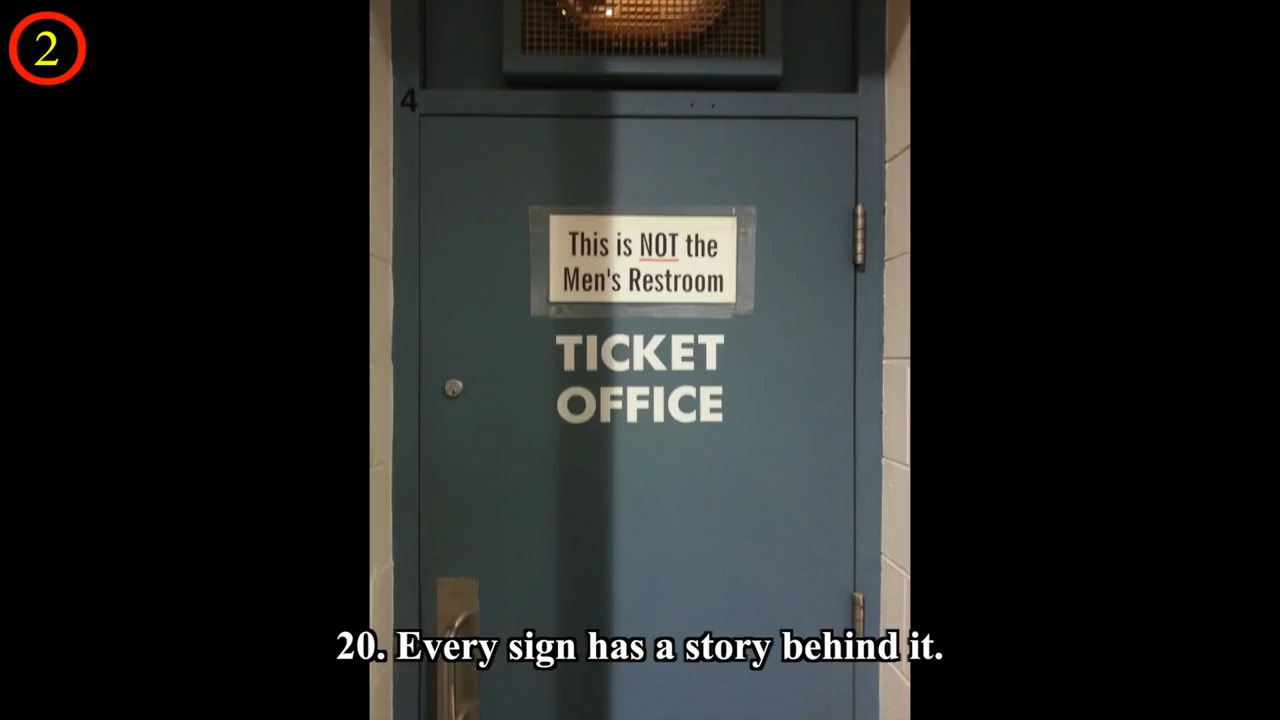 2
4
This is NOT the
Men's Restroom
TICKET
OFFICE
20. Every sign has a story behind it.